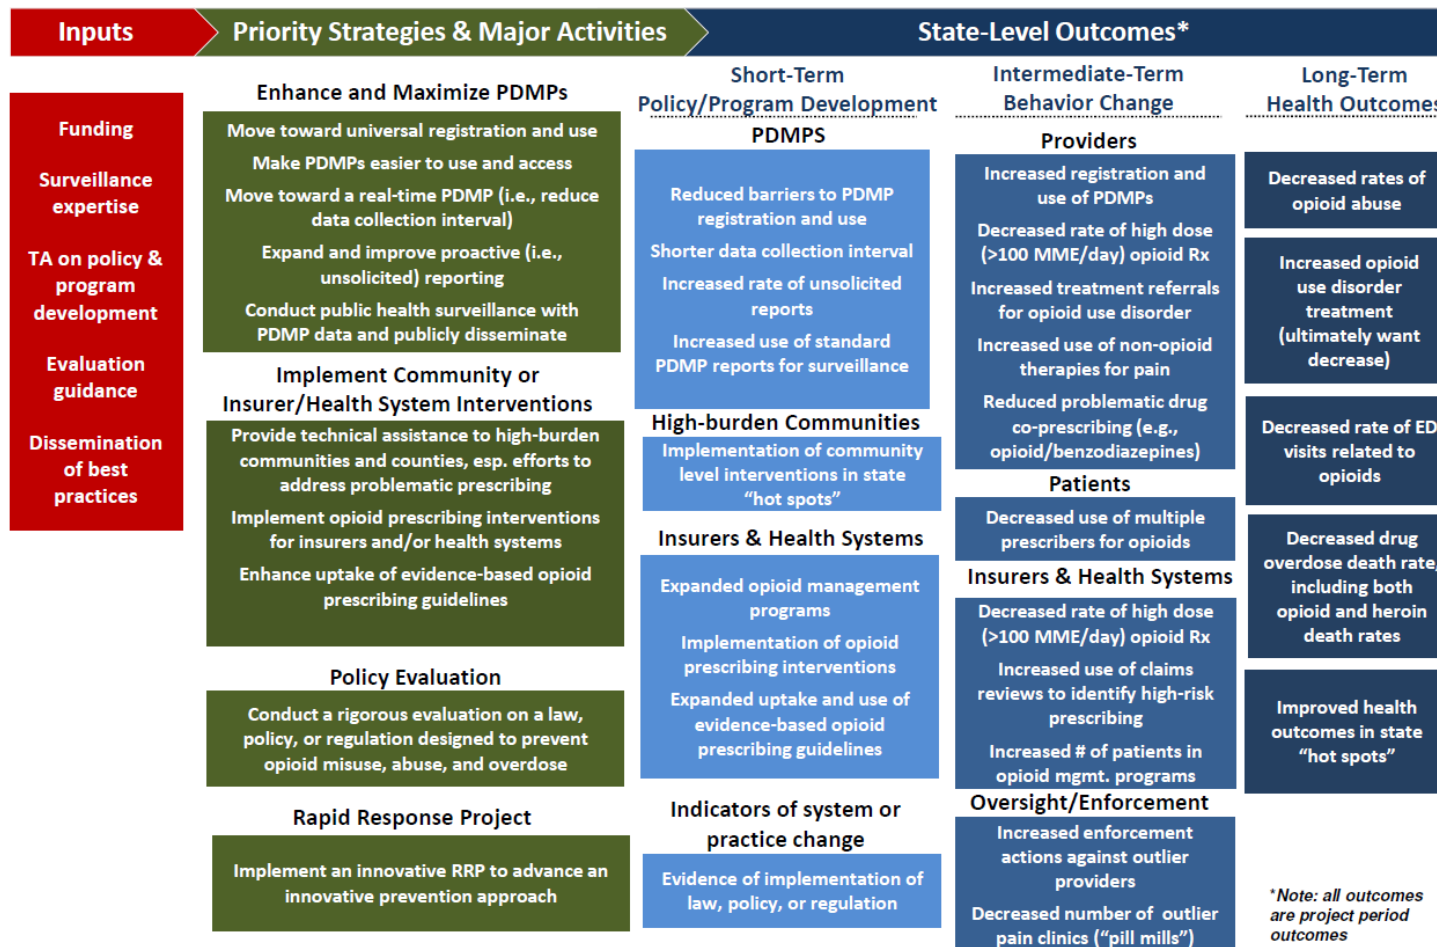 Inputs
Priority Strategies & Major Activities
State-Level Outcomes*
Funding
Surveillance
expertise
TA on policy &
program
development
Evaluation
guidance
Dissemination
of best
practices
Enhance and Maximize PDMPs
Move toward universal registration and use
Make PDMPs easier to use and access
Move toward a real-time PDMP (i.e., reduce
data collection interval)
Expand and improve proactive (i.e.,
unsolicited) reporting
Conduct public health surveillance with
PDMP data and publicly disseminate
Implement Community or
Insurer/Health System Interventions
Provide technical assistance to high-burden
communities and counties, esp. efforts to
address problematic prescribing
Implement opioid prescribing interventions
for insurers and/or health systems
Enhance uptake of evidence-based opioid
prescribing guidelines
Policy Evaluation
Conduct a rigorous evaluation on a law,
policy, or regulation designed to prevent
opioid misuse, abuse, and overdose
Rapid Response Project
Implement an innovative RRP to advance an
innovative prevention approach
Short-Term
Policy/Program Development
PDMPS
Reduced barriers to PDMP
registration and use
Shorter data collection interval
Increased rate of unsolicited
reports
Increased use of standard
PDMP reports for surveillance
High-burden Communities
Implementation of community
level interventions in state
“hot spots”
Insurers & Health Systems
Expanded opioid management
programs
Implementation of opioid
prescribing interventions
Expanded uptake and use of
evidence-based opioid
prescribing guidelines
Indicators of system or
practice change
Evidence of implementation of
law, policy, or regulation
Intermediate-Term
Behavior Change
Providers
Increased registration and
use of PDMPs
Decreased rate of high dose
(>100 MME/day) opioid Rx
Increased treatment referrals
for opioid use disorder
Increased use of non-opioid
therapies for pain
Reduced problematic drug
co-prescribing (e.g.,
opioid/benzodiazepines)
Patients
Decreased use of multiple
prescribers for opioids
Insurers & Health Systems
Decreased rate of high dose
(>100 MME/day) opioid Rx
Increased use of claims
reviews to identify high-risk
prescribing
Increased # of patients in
opioid mgmt. programs
Oversight/Enforcement
Increased enforcement
actions against outlier
providers
Decreased number of outlier
pain clinics (“pill mills”)
Long-Term
Health Outcomes
Decreased rates of
opioid abuse
Increased opioid
use disorder
treatment
(ultimately want
decrease)
Decreased rate of ED
visits related to
opioids
Decreased drug
overdose death rate,
including both
opioid and heroin
death rates
Improved health
outcomes in state
“hot spots”
*Note: all outcomes
are project period
outcomes